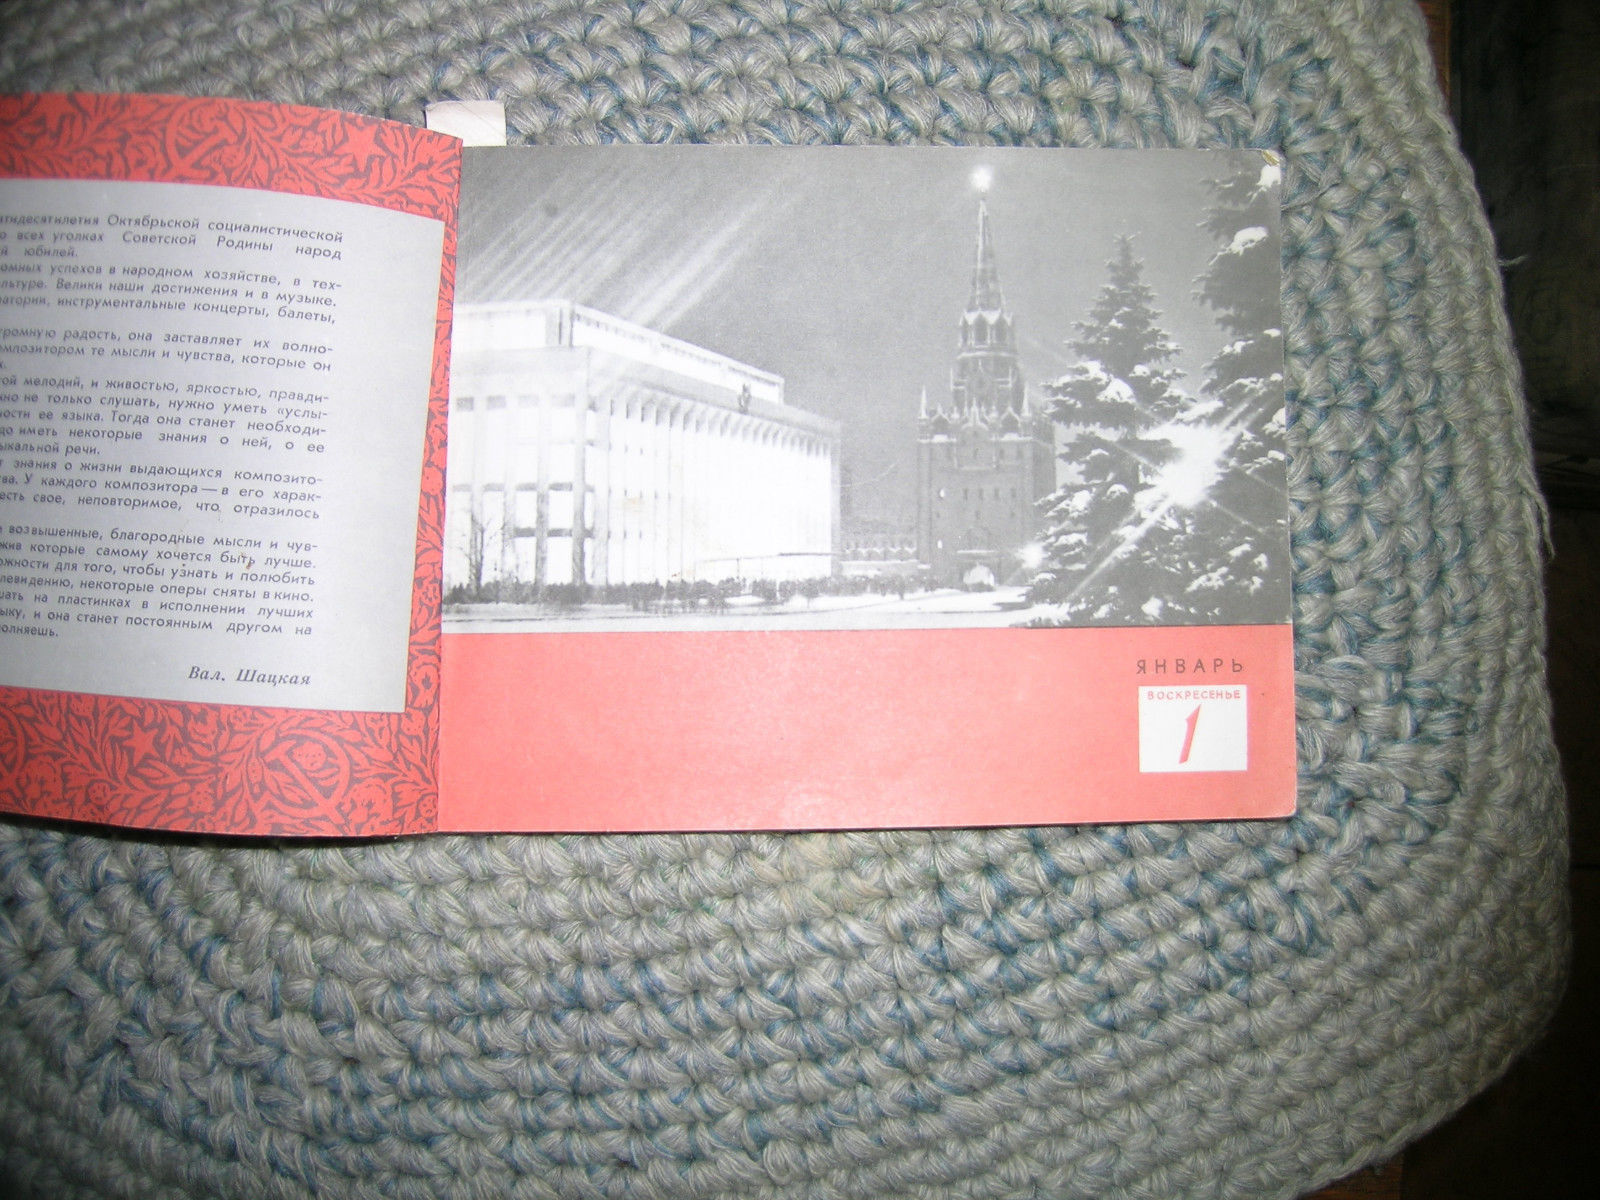 Октябрьской социалистической
всех уголках Советской Родины народ
юбилей.
успехов в народном хозяйстве, в тех-
Велики наши достижения и в музыке.
инструментальные концерты, балеты,
радость, она заставляет их волно-
те мысли и чувства, которые он
мелодий, и живостью, яркостью, правди-
не только слушать, нужно уметь «услы-
ее языка. Тогда она станет необходи-
иметь некоторые знания о ней, о ее
речи.
знания о жизни выдающихся композито-
У каждого композитора — в его харак-
есть свое, неповторимое, что отразилось
возвышенные, благородные мысли и чув-
которые самому хочется быть лучше.
для того, чтобы узнать и полюбить
некоторые оперы сняты в кино.
на пластинках в исполнении лучших
и она станет постоянным другом на
Вал. Шацкая
ЯНВАРЬ
ВОСКРЕСЕНЬЕ
1